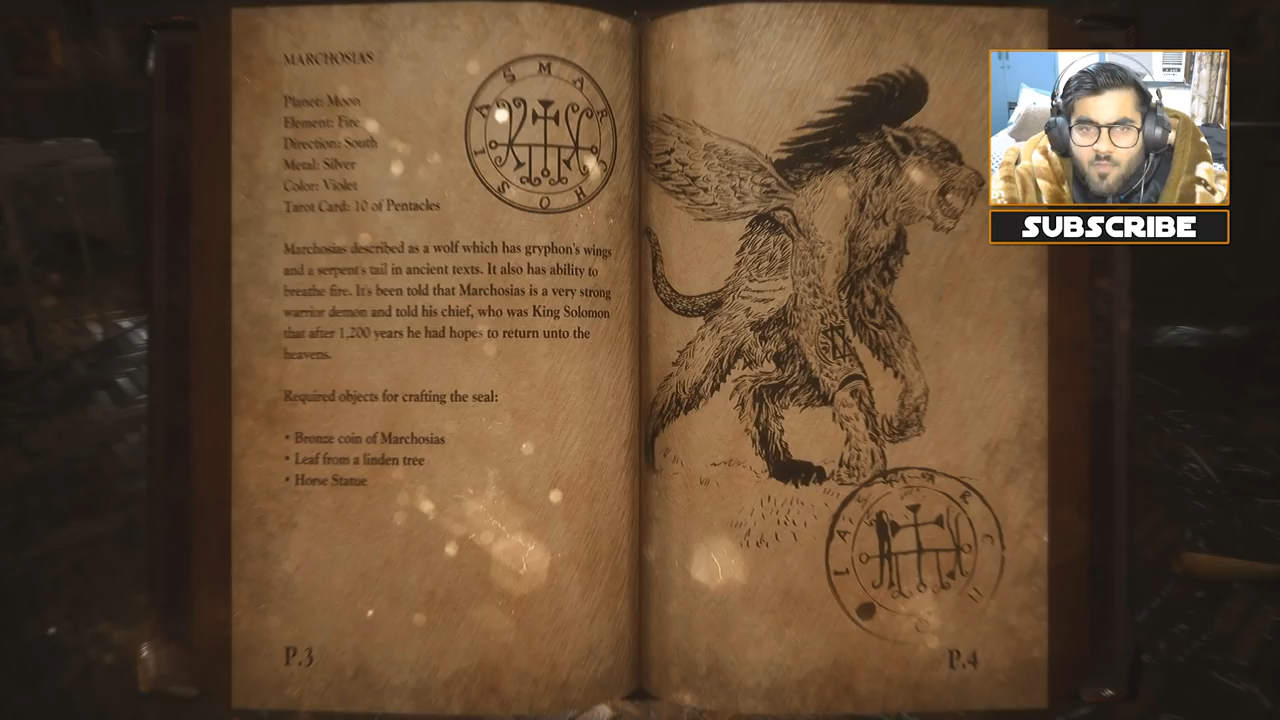 MARCHOSIAS
Planet: Moon
Element: Fire
Direction: South
Metal: Silver
Color: Violet
Tarot Card: 10 of Pentacles
S M A R C H O S I A
Marchosias described as a wolf which has gryphon's wings
and a serpent's tail in ancient texts. It also has ability to
breathe fire. It's been told that Marchosias is a very strong
warrior demon and told his chief, who was King Solomon
that after 1,200 years he had hopes to return unto the
heavens.
Required objects for crafting the seal:
• Bronze coin of Marchosias
• Leaf from a linden tree
• Horse Statue
P.3
P.4
SUBSCRIBE